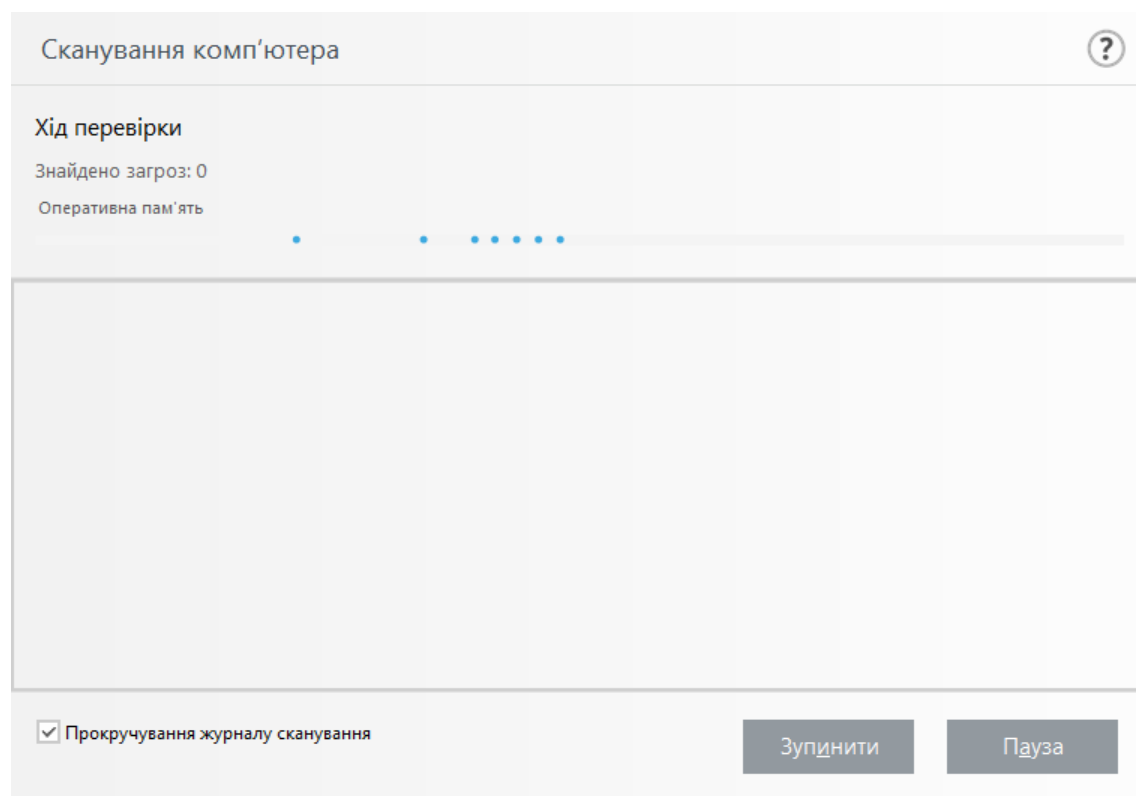 Сканування комп’ютера
?
Хід перевірки
Знайдено загроз: 0
Оперативна пам'ять
Прокручування журналу сканування
Зупинити Пауза